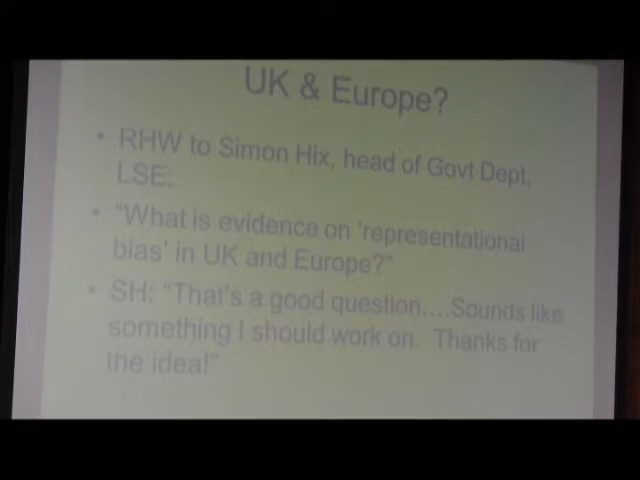 UK & Europe?
• RHW to Simon Hix, head of Govt Dept,
LSE:
• "What is evidence on 'representational
bias' in UK and Europe?"
• SH: "That's a good question....Sounds like
something I should work on.  Thanks for
the idea!"